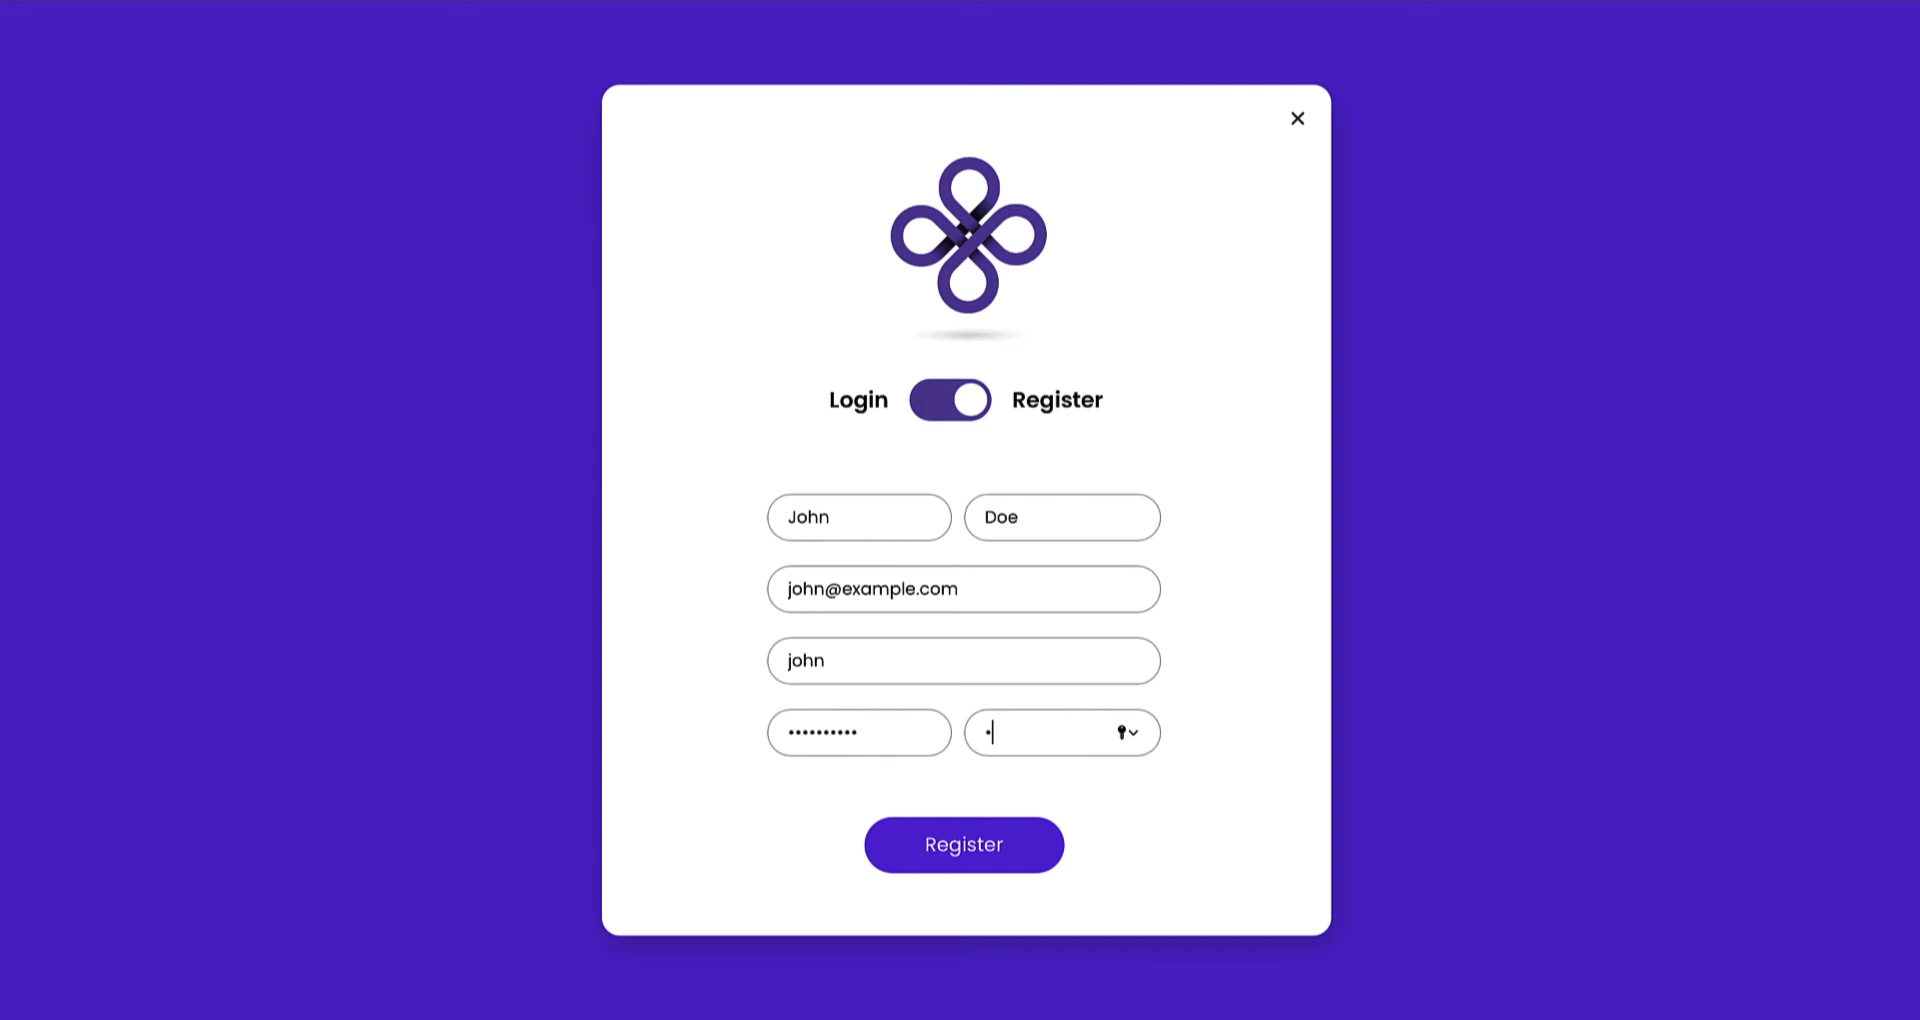 Login Register
John Doe
john@example.com
john
•••••••••• •
Register